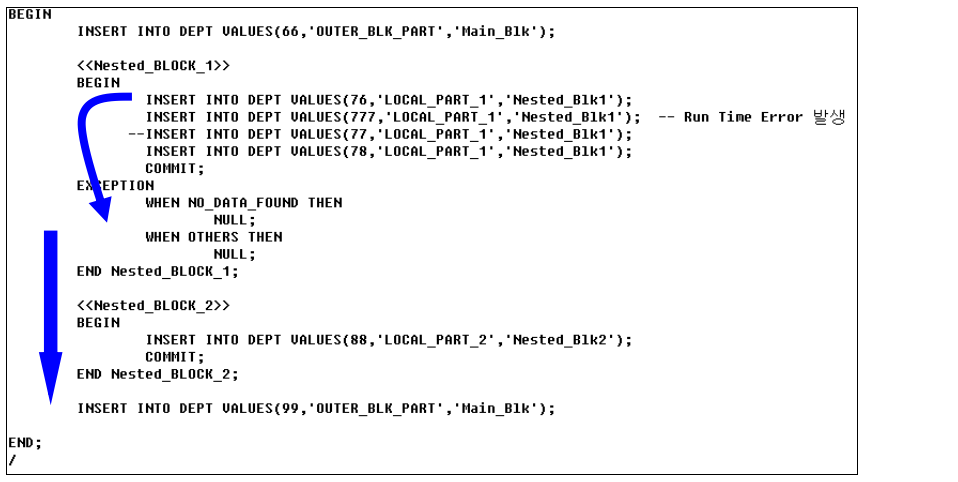 BEGIN
INSERT INTO DEPT VALUES(66,'OUTER_BLK_PART','Main_Blk');
<<Nested_BLOCK_1>>
BEGIN
INSERT INTO DEPT VALUES(76,'LOCAL_PART_1','Nested_Blk1');
INSERT INTO DEPT VALUES(777,'LOCAL_PART_1','Nested_Blk1');  -- Run Time Error 발생
--INSERT INTO DEPT VALUES(77,'LOCAL_PART_1','Nested_Blk1');
INSERT INTO DEPT VALUES(78,'LOCAL_PART_1','Nested_Blk1');
COMMIT;
EXCEPTION
WHEN NO_DATA_FOUND THEN
NULL;
WHEN OTHERS THEN
NULL;
END Nested_BLOCK_1;
<<Nested_BLOCK_2>>
BEGIN
INSERT INTO DEPT VALUES(88,'LOCAL_PART_2','Nested_Blk2');
COMMIT;
END Nested_BLOCK_2;
INSERT INTO DEPT VALUES(99,'OUTER_BLK_PART','Main_Blk');
END;
/